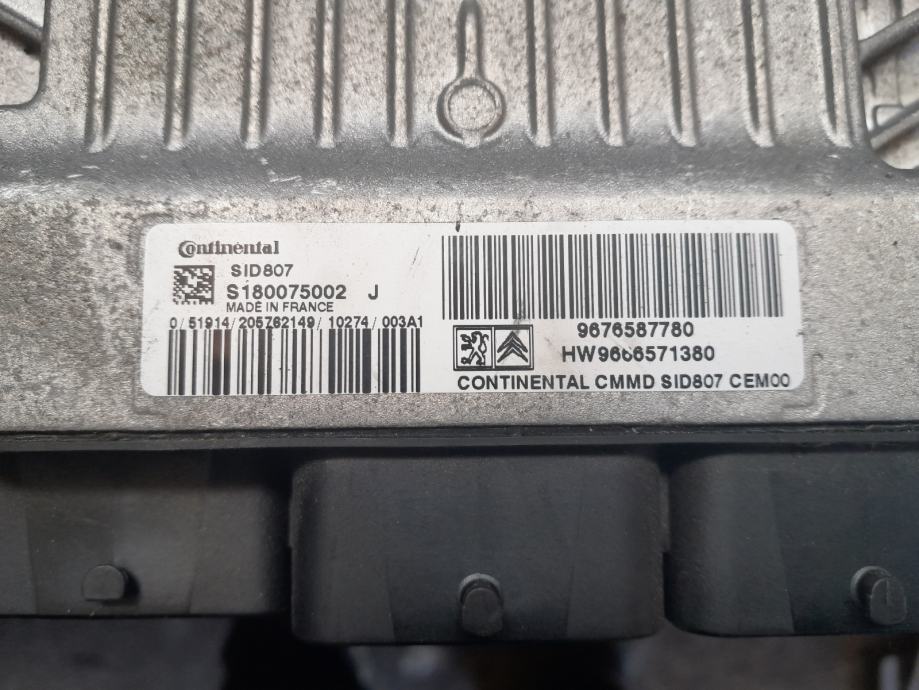 Continental
SID807
S180075002 J
MADE IN FRANCE
0/51914/205762149/10274/003A1
9676587780
HW9666571380
CONTINENTAL CMMD SID807 CEM00